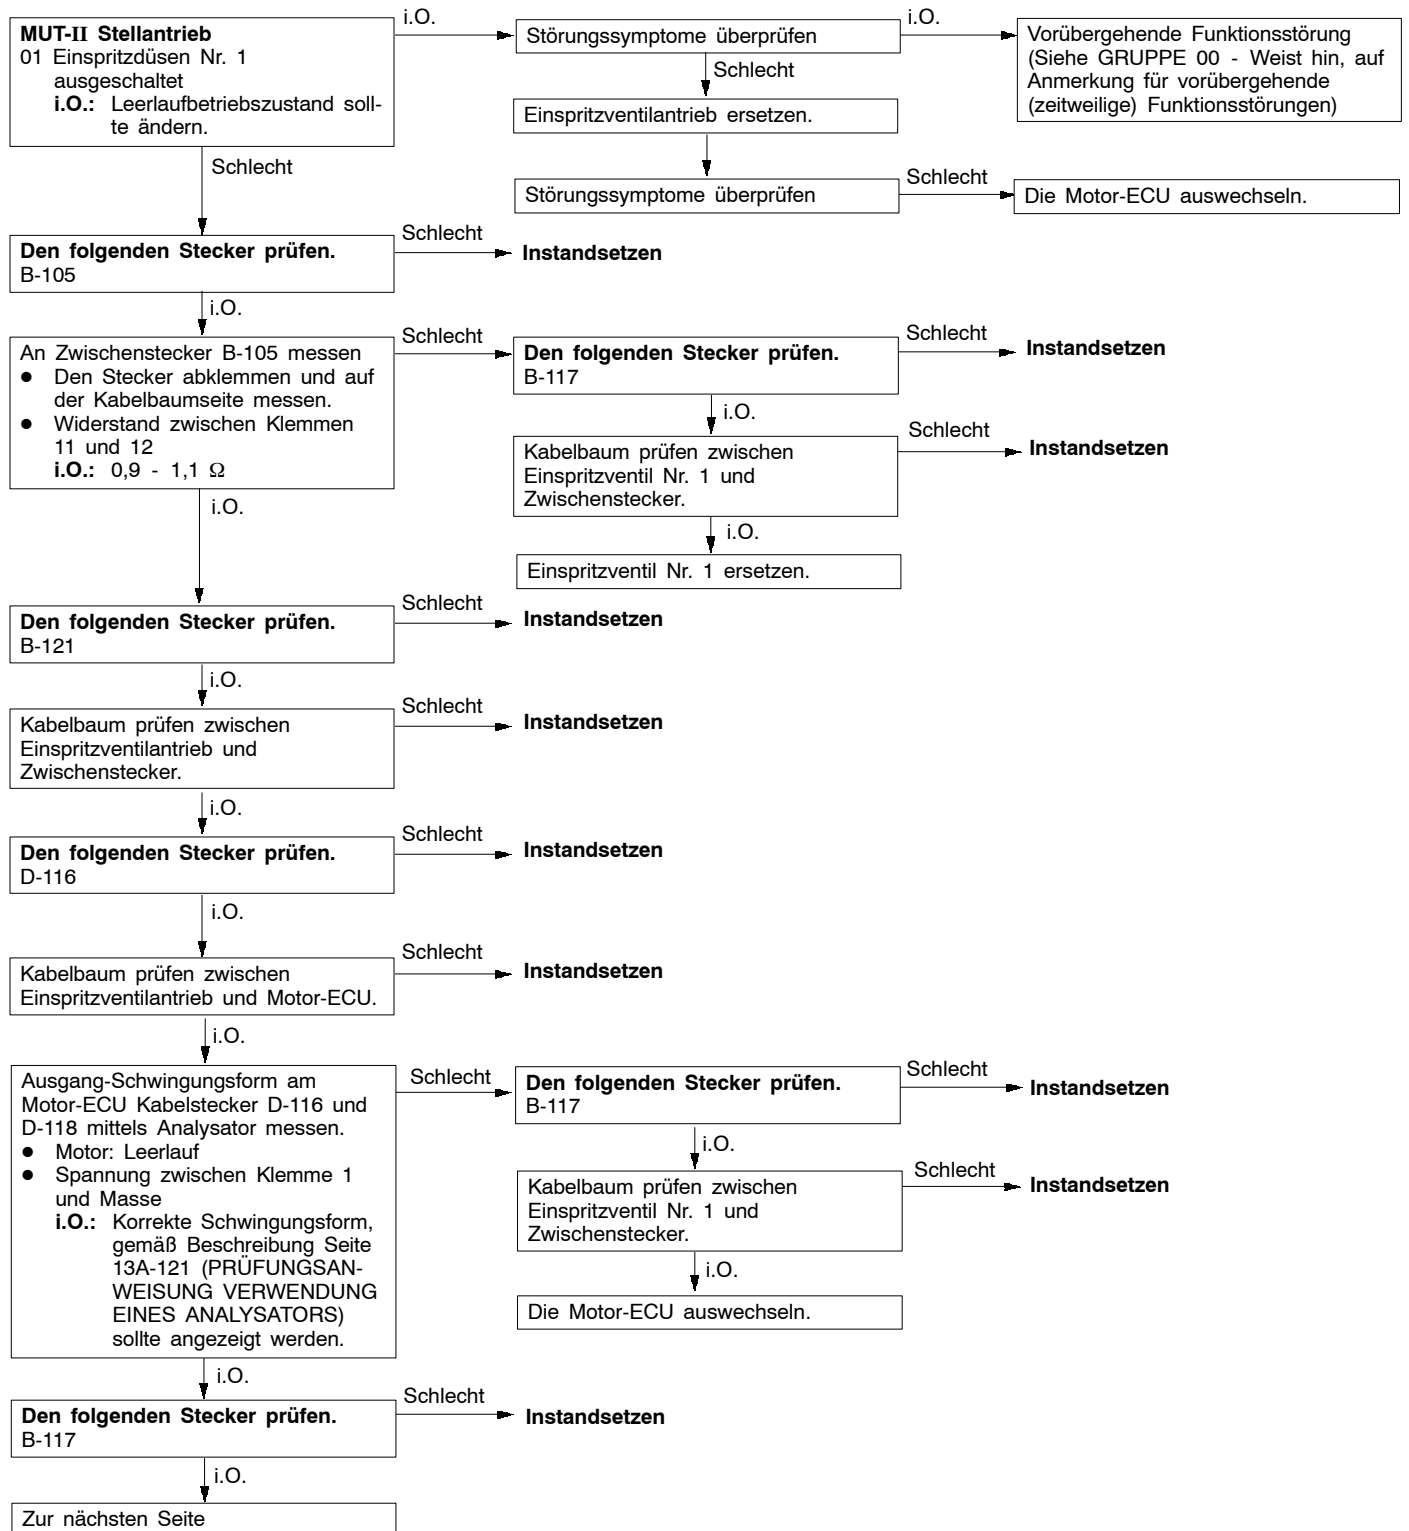 MUT-II Stellantrieb
01 Einspritzdüsen Nr. 1
ausgeschaltet
i.O.: Leerlaufbetriebszustand soll-
te ändern.
i.O.
Störungssymptome überprüfen
i.O.
Vorübergehende Funktionsstörung
(Siehe GRUPPE 00 - Weist hin, auf
Anmerkung für vorübergehende
(zeitweilige) Funktionsstörungen)
Schlecht
Einspritzventilantrieb ersetzen.
Störungssymptome überprüfen
Schlecht
Die Motor-ECU auswechseln.
Schlecht
Den folgenden Stecker prüfen.
B-105
Schlecht
Instandsetzen
i.O.
An Zwischenstecker B-105 messen
● Den Stecker abklemmen und auf
der Kabelbaumseite messen.
● Widerstand zwischen Klemmen
11 und 12
i.O.: 0,9 - 1,1 Ω
Schlecht
Den folgenden Stecker prüfen.
B-117
Schlecht
Instandsetzen
i.O.
Kabelbaum prüfen zwischen
Einspritzventil Nr. 1 und
Zwischenstecker.
Schlecht
Instandsetzen
i.O.
Einspritzventil Nr. 1 ersetzen.
i.O.
Den folgenden Stecker prüfen.
B-121
Schlecht
Instandsetzen
i.O.
Kabelbaum prüfen zwischen
Einspritzventilantrieb und
Zwischenstecker.
Schlecht
Instandsetzen
i.O.
Den folgenden Stecker prüfen.
D-116
Schlecht
Instandsetzen
i.O.
Kabelbaum prüfen zwischen
Einspritzventilantrieb und Motor-ECU.
Schlecht
Instandsetzen
i.O.
Ausgang-Schwingungsform am
Motor-ECU Kabelstecker D-116 und
D-118 mittels Analysator messen.
● Motor: Leerlauf
● Spannung zwischen Klemme 1
und Masse
i.O.: Korrekte Schwingungsform,
gemäß Beschreibung Seite
13A-121 (PRÜFUNGSAN-
WEISUNG VERWENDUNG
EINES ANALYSATORS)
sollte angezeigt werden.
Schlecht
Den folgenden Stecker prüfen.
B-117
Schlecht
Instandsetzen
i.O.
Kabelbaum prüfen zwischen
Einspritzventil Nr. 1 und
Zwischenstecker.
Schlecht
Instandsetzen
i.O.
Die Motor-ECU auswechseln.
i.O.
Den folgenden Stecker prüfen.
B-117
Schlecht
Instandsetzen
i.O.
Zur nächsten Seite